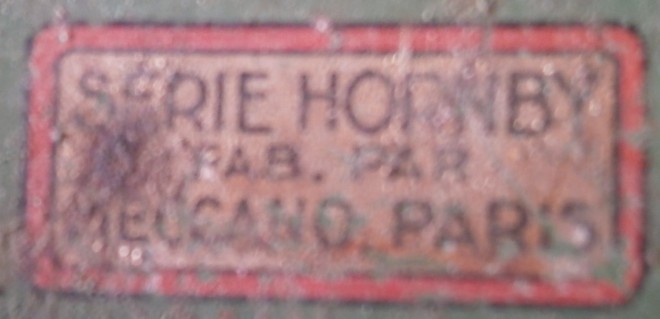 SERIE HORNBY
FAB. PAR
MECCANO. PARIS